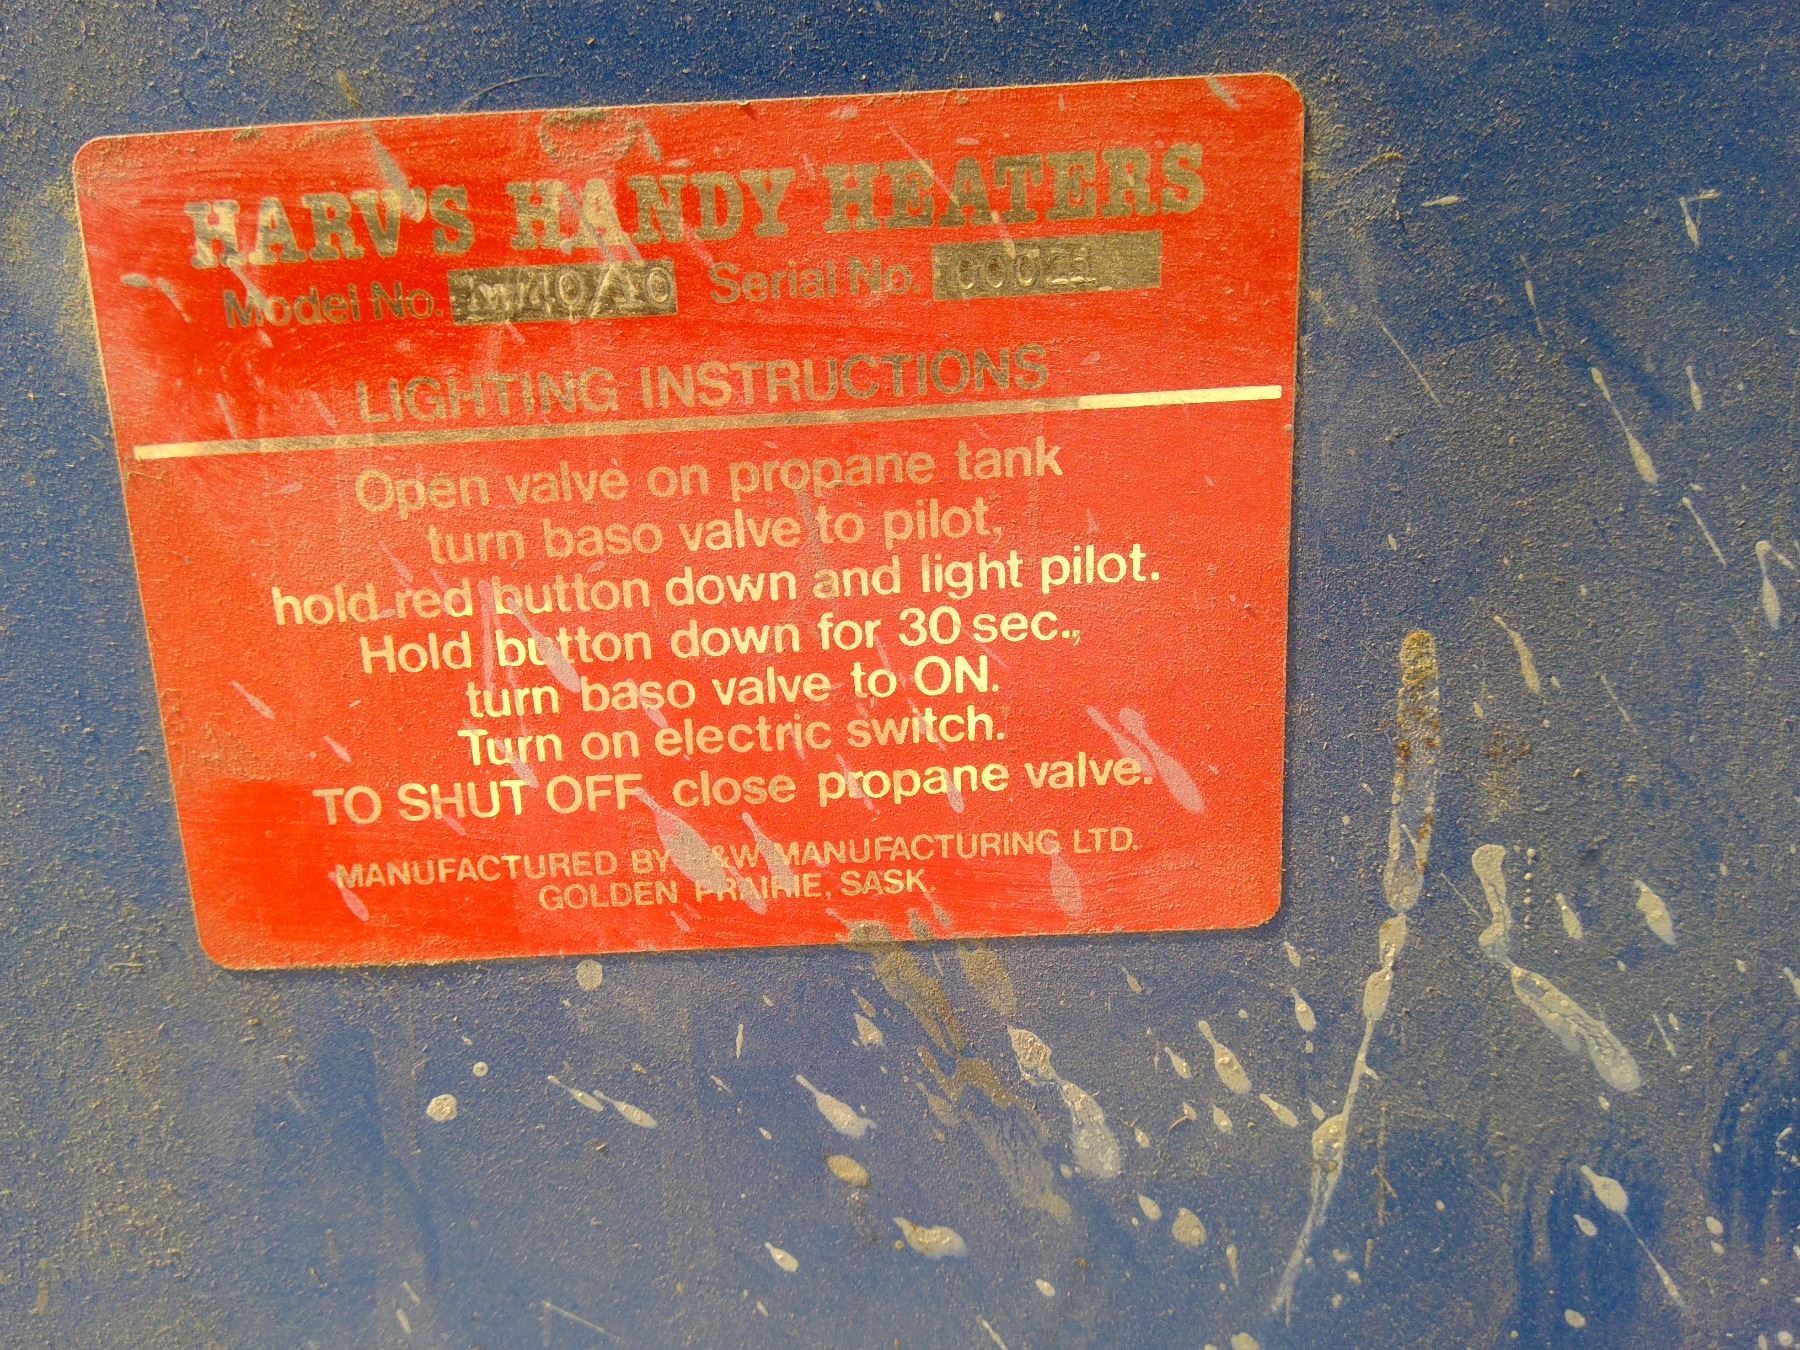 HARV'S HANDY HEATERS
Model No. Serial No.
LIGHTING INSTRUCTIONS
Open valve on propane tank
turn baso valve to pilot,
hold red button down and light pilot.
Hold button down for 30 sec.,
turn baso valve to ON.
Turn on electric switch.
TO SHUT OFF close propane valve.
MANUFACTURED BY &W MANUFACTURING LTD.
GOLDEN PRAIRIE, SASK.